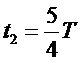 t₂ = 5/4 T